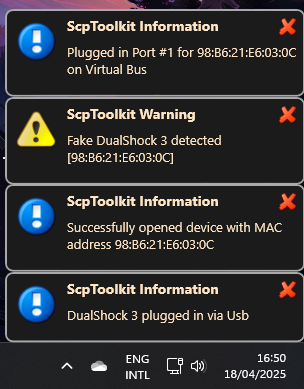 ScpToolkit Information
Plugged in Port #1 for 98:B6:21:E6:03:0C
on Virtual Bus
ScpToolkit Warning
Fake DualShock 3 detected
[98:B6:21:E6:03:0C]
ScpToolkit Information
Successfully opened device with MAC
address 98:B6:21:E6:03:0C
ScpToolkit Information
DualShock 3 plugged in via Usb
ENG
INTL
16:50
18/04/2025